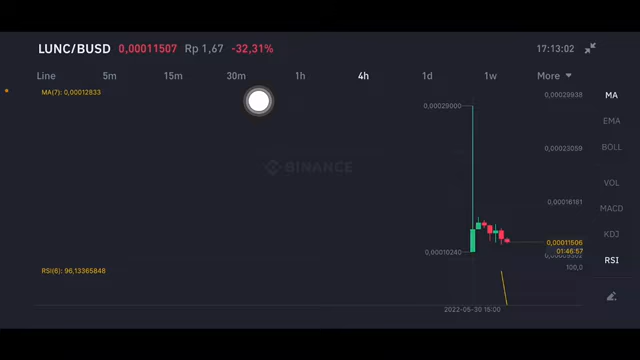 LUNC/BUSD 0,00011507 Rp 1,67 -32,31% 17:13:02
Line 5m 15m 30m 1h 4h 1d 1w More
MA(7): 0,00012833
0,00029938
MA
0,00029000
EMA
BOLL
0,00023059
BINANCE
VOL
0,00016181
MACD
KDJ
0,00011506
01:46:57
0,00010240
RSI
RSI(6): 96,13365848
100,0
2022-05-30 15:00